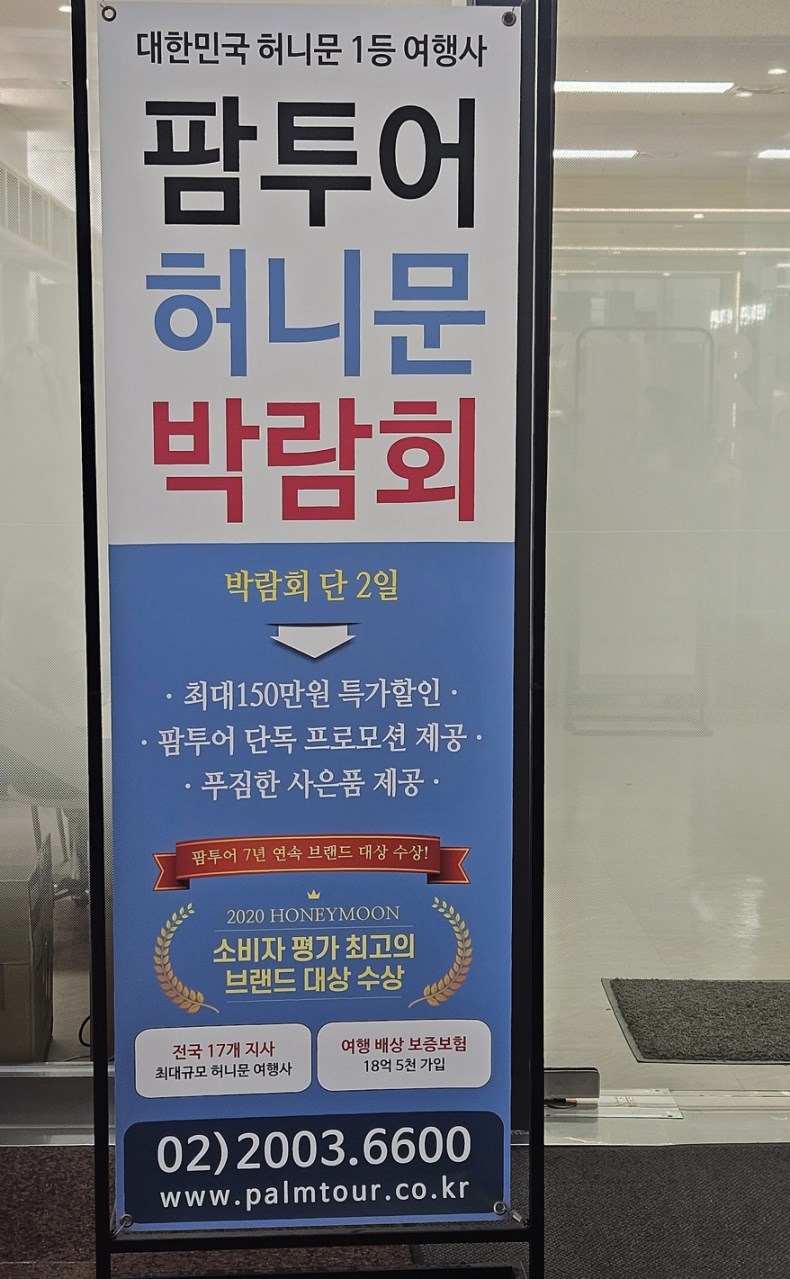 대한민국 허니문 1등 여행사
팜투어
허니문
박람회
박람회 단 2일
· 최대150만원 특가할인 ·
· 팜투어 단독 프로모션 제공 ·
· 푸짐한 사은품 제공 ·
팜투어 7년 연속 브랜드 대상 수상!
2020 HONEYMOON
소비자 평가 최고의
브랜드 대상 수상
전국 17개 지사
최대규모 허니문 여행사
여행 배상 보증보험
18억 5천 가입
02)2003.6600
www.palmtour.co.kr